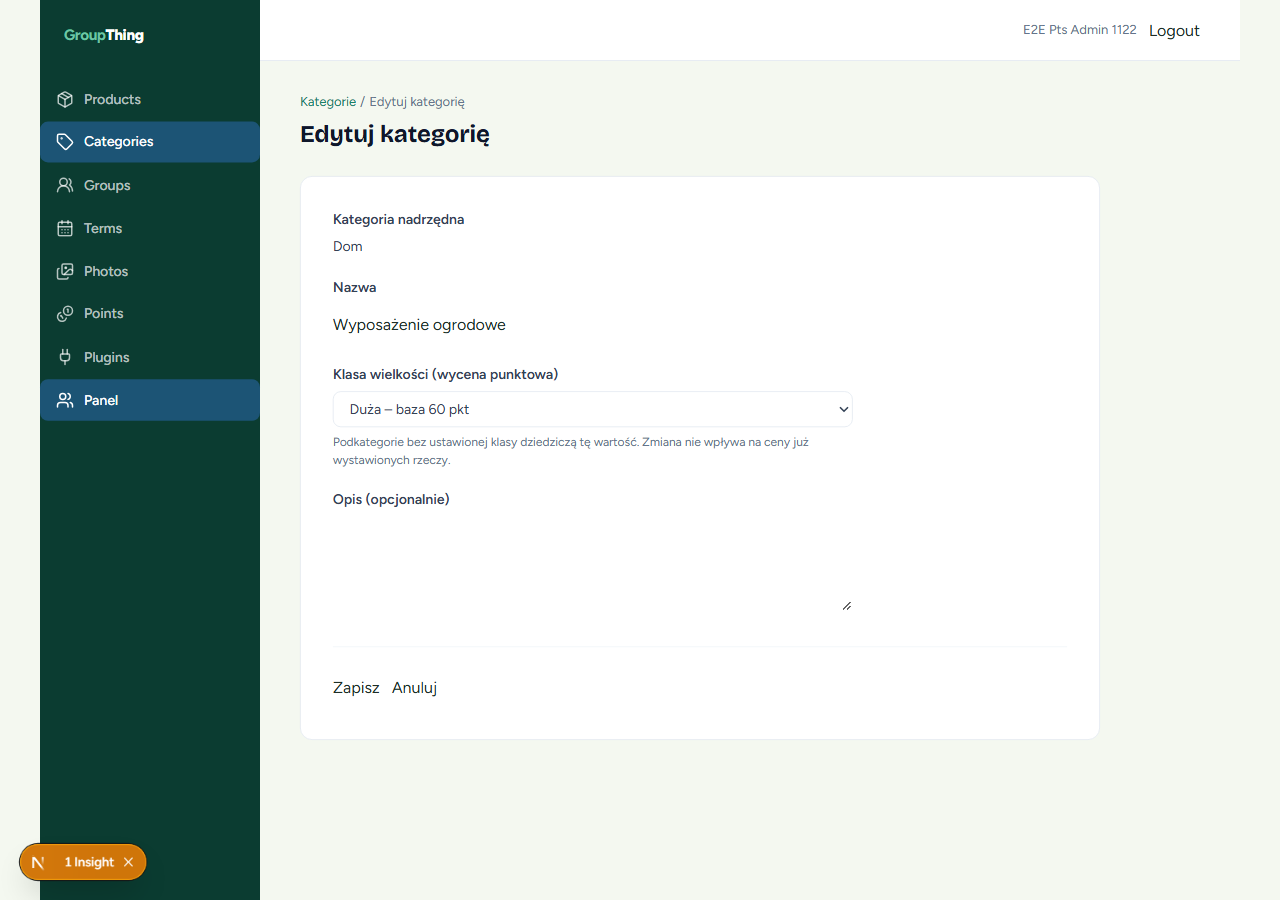 GroupThing
E2E Pts Admin 1122
Logout
Products
Categories
Groups
Terms
Photos
Points
Plugins
Panel
Kategorie / Edytuj kategorię
Edytuj kategorię
Kategoria nadrzędna
Dom
Nazwa
Wyposażenie ogrodowe
Klasa wielkości (wycena punktowa)
Duża – baza 60 pkt
Podkategorie bez ustawionej klasy dziedziczą tę wartość. Zmiana nie wpływa na ceny już
wystawionych rzeczy.
Opis (opcjonalnie)
Zapisz Anuluj
N 1 Insight